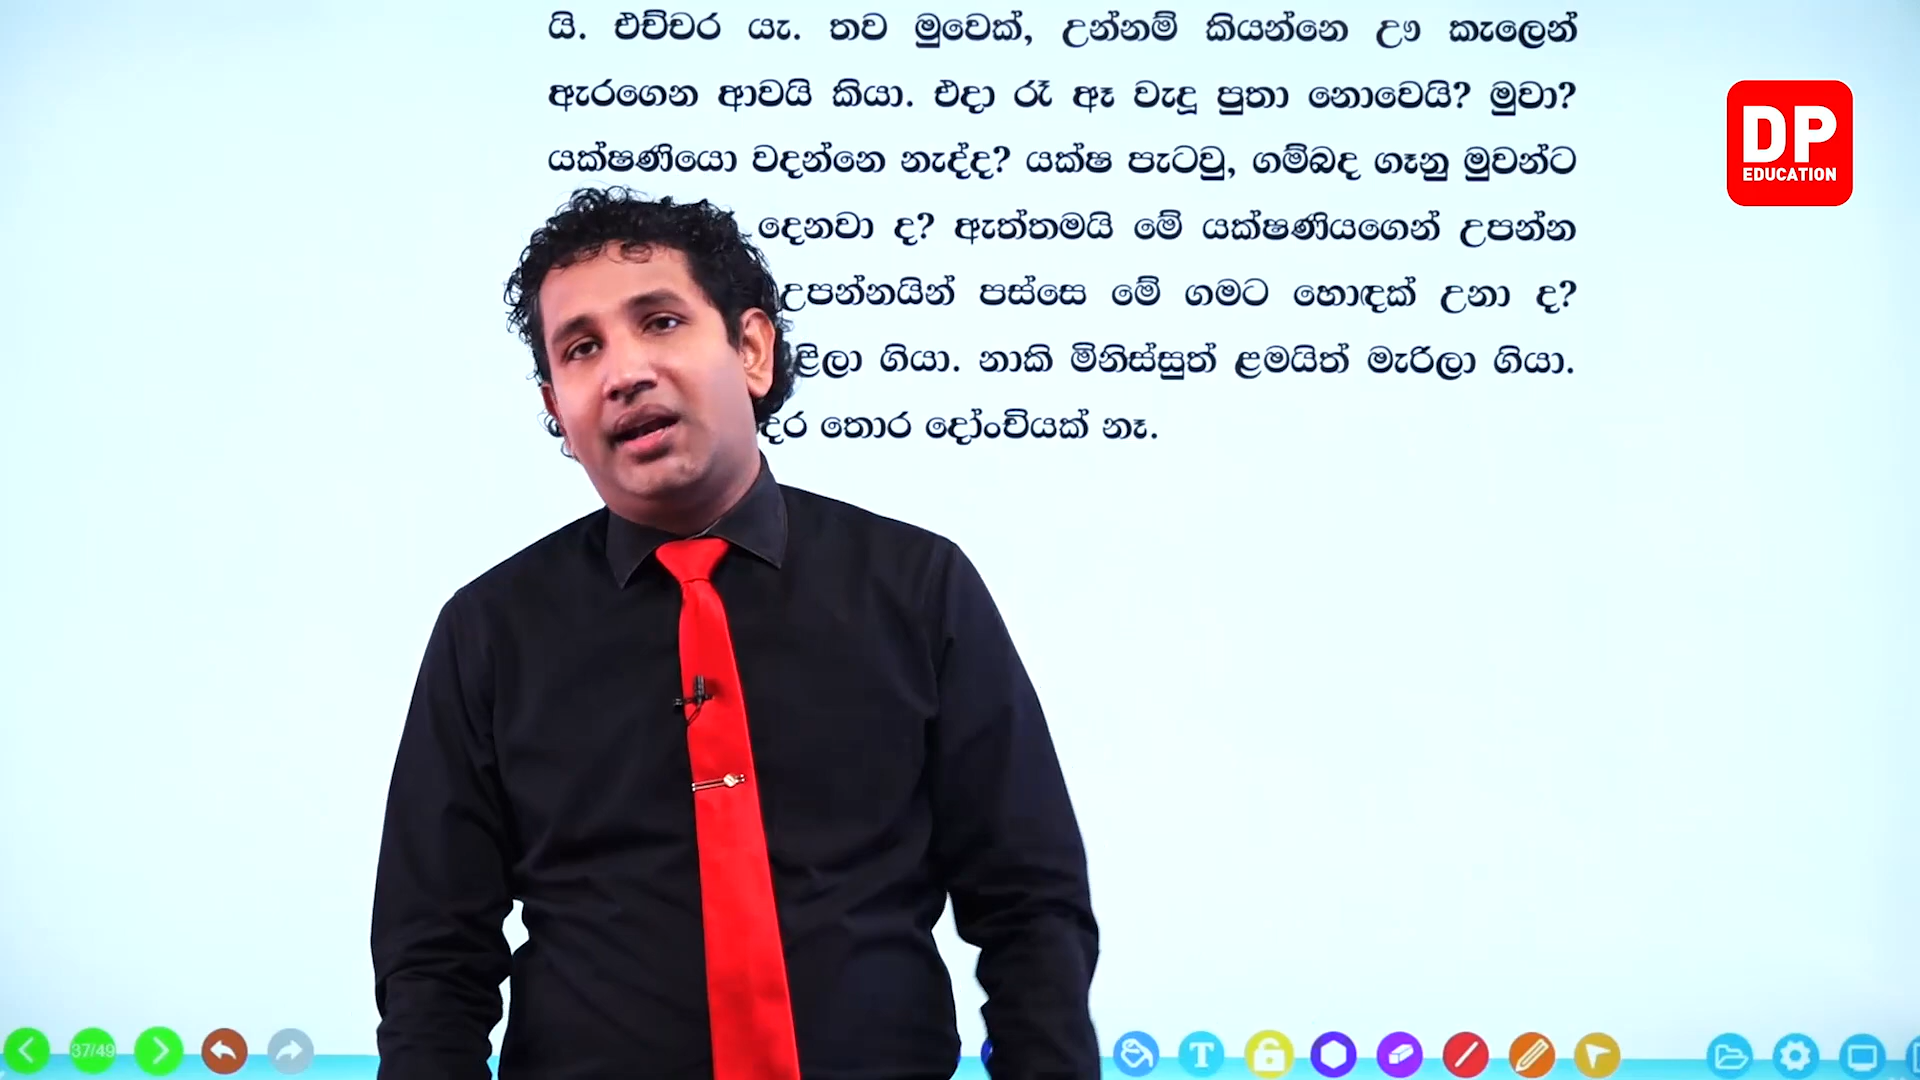 යි. එච්චර යැ. තව මුවෙක්, උන්නම් කියන්නෙ ඌ කැලෙන්
ඇරගෙන ආවයි කියා. එදා රෑ ඈ වැදූ පුතා නොවෙයි? මුවා?
යක්ෂණියො වදන්නෙ නැද්ද? යක්ෂ පැටවු, ගම්බද ගෑනු මුවන්ට
දෙනවා ද? ඇත්තමයි මේ යක්ෂණියගෙන් උපන්න
උපන්නයින් පස්සෙ මේ ගමට හොඳක් උනා ද?
ළිලා ගියා. නාකි මිනිස්සුත් ළමයිත් මැරිලා ගියා.
දර තොර දෝංචියක් නෑ.
DP
EDUCATION
37/49
T